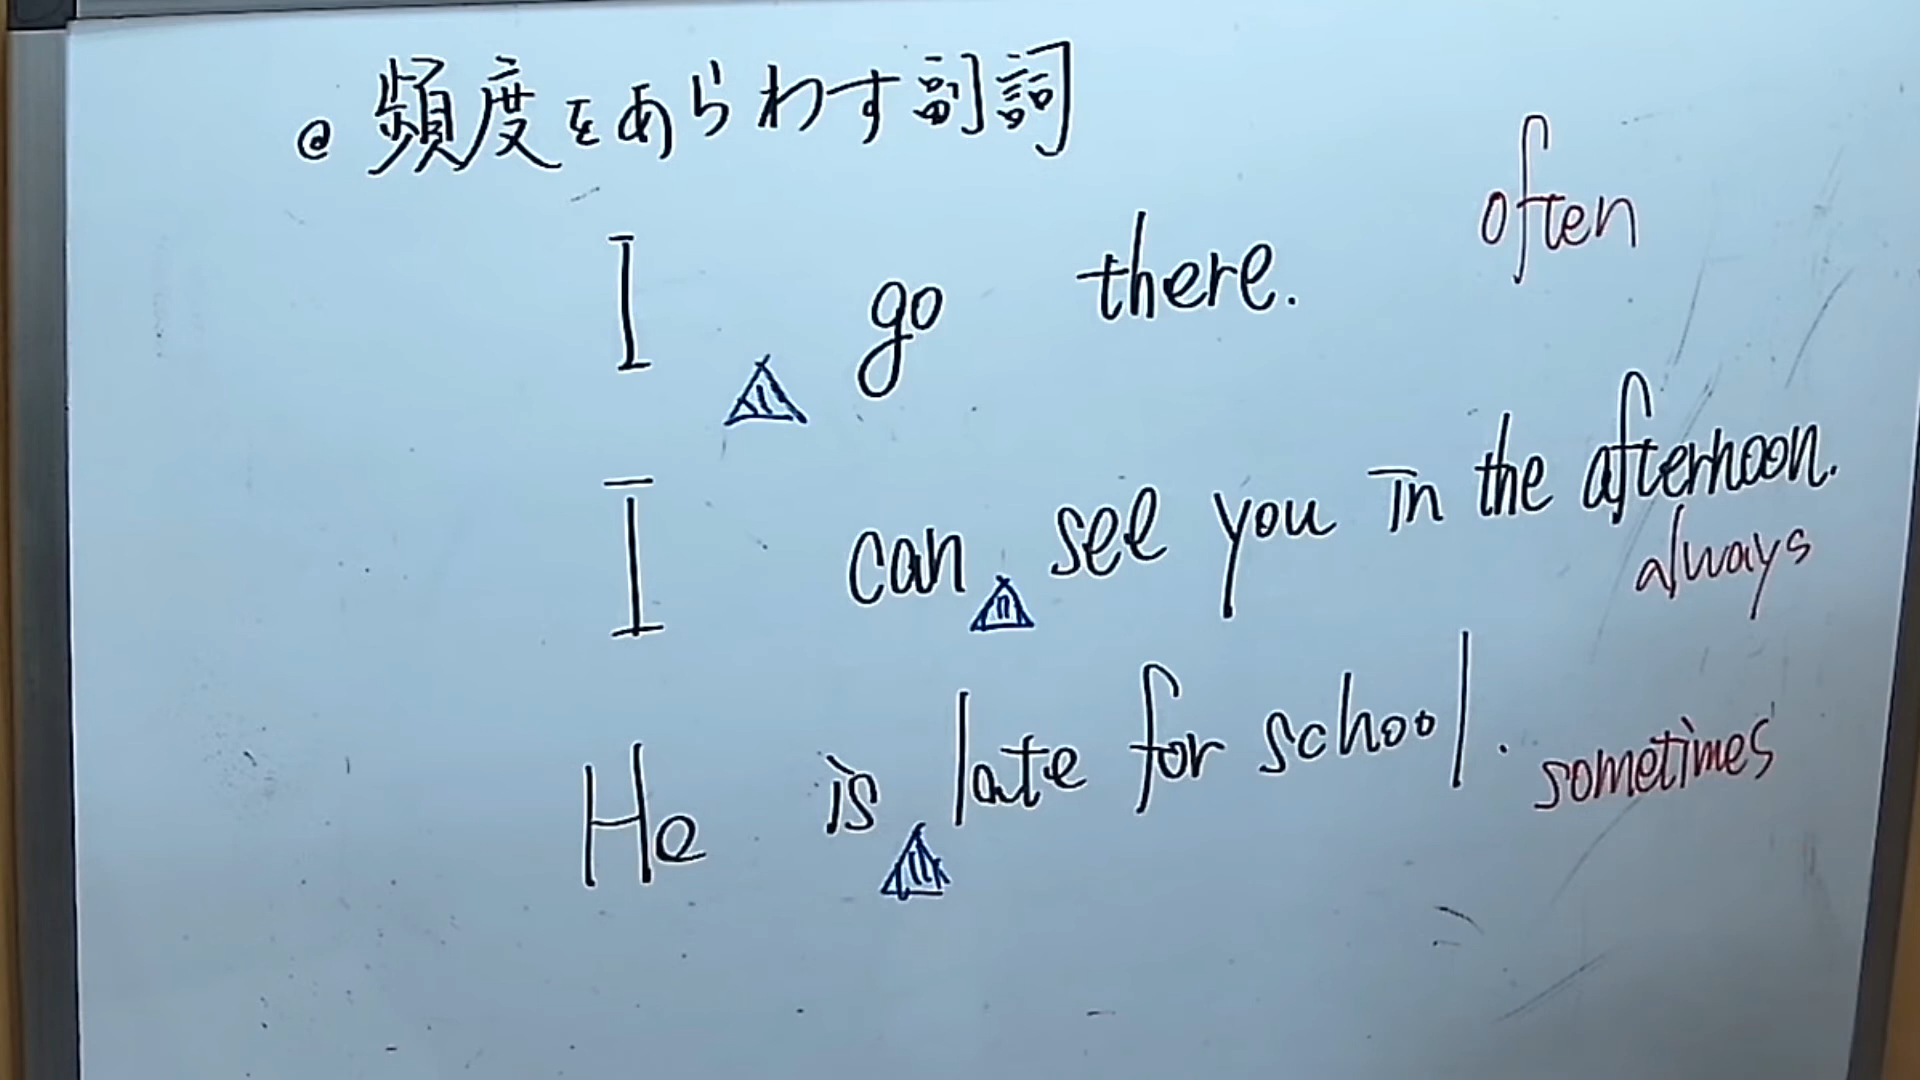 @ 頻度をあらわす副詞
I go there. often
I can see you in the afternoon. always
He is late for school. sometimes